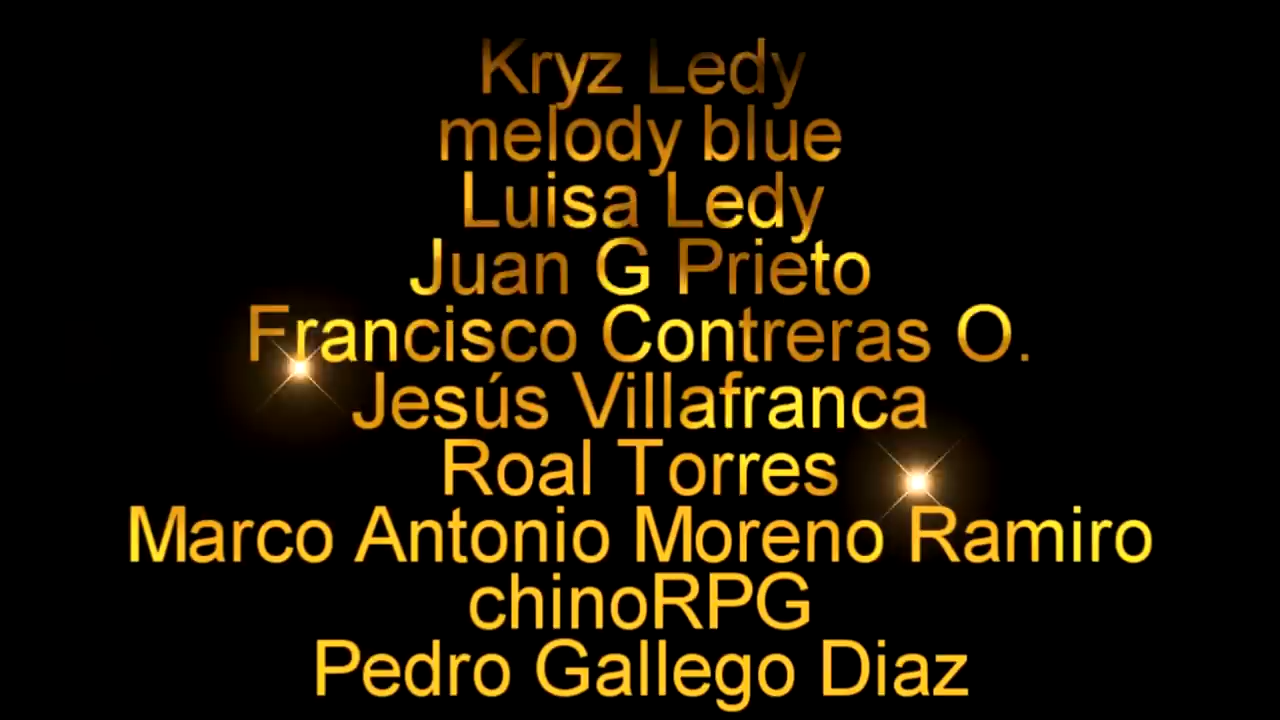 Kryz Ledy
melody blue
Luisa Ledy
Juan G Prieto
Francisco Contreras O.
Jesús Villafranca
Roal Torres
Marco Antonio Moreno Ramiro
chinoRPG
Pedro Gallego Diaz